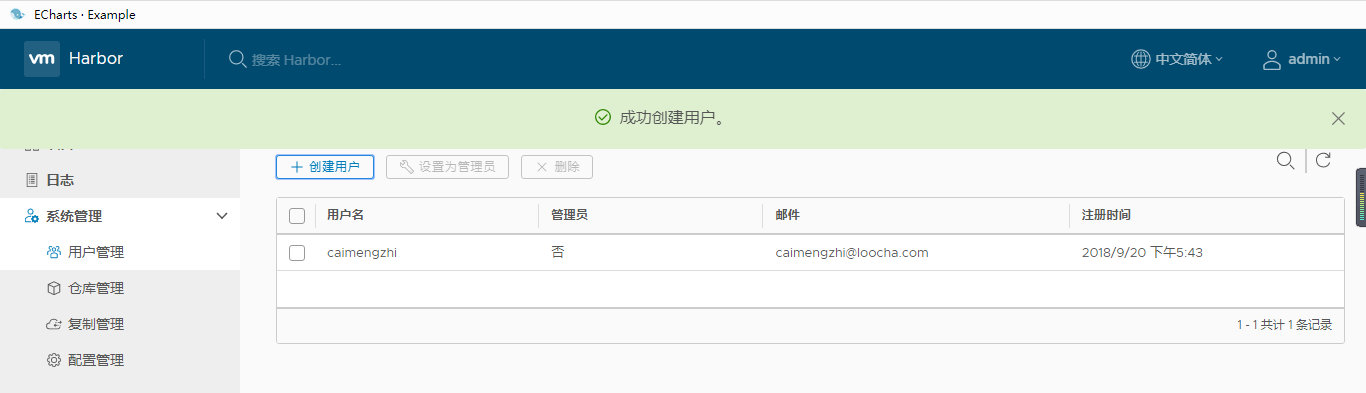 ECharts · Example
vm Harbor
搜索 Harbor...
中文简体
admin
成功创建用户。
日志
系统管理
用户管理
仓库管理
复制管理
配置管理
创建用户 设置为管理员 删除
用户名 管理员 邮件 注册时间
caimengzhi 否 caimengzhi@loocha.com 2018/9/20 下午5:43
1 - 1 共计 1 条记录